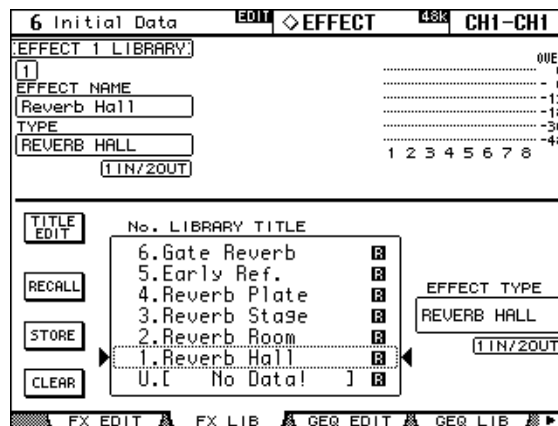 6 Initial Data EDIT ◇EFFECT 48K CH1-CH1
EFFECT 1 LIBRARY
1
EFFECT NAME
Reverb Hall
TYPE
REVERB HALL
1IN/2OUT
1 2 3 4 5 6 7 8
TITLE EDIT
No. LIBRARY TITLE
6.Gate Reverb R
5.Early Ref. R
RECALL
4.Reverb Plate R
EFFECT TYPE
3.Reverb Stage R
REVERB HALL
STORE
2.Reverb Room R
1IN/2OUT
1.Reverb Hall R
CLEAR
U.[ No Data! ] R
FX EDIT FX LIB GEQ EDIT GEQ LIB